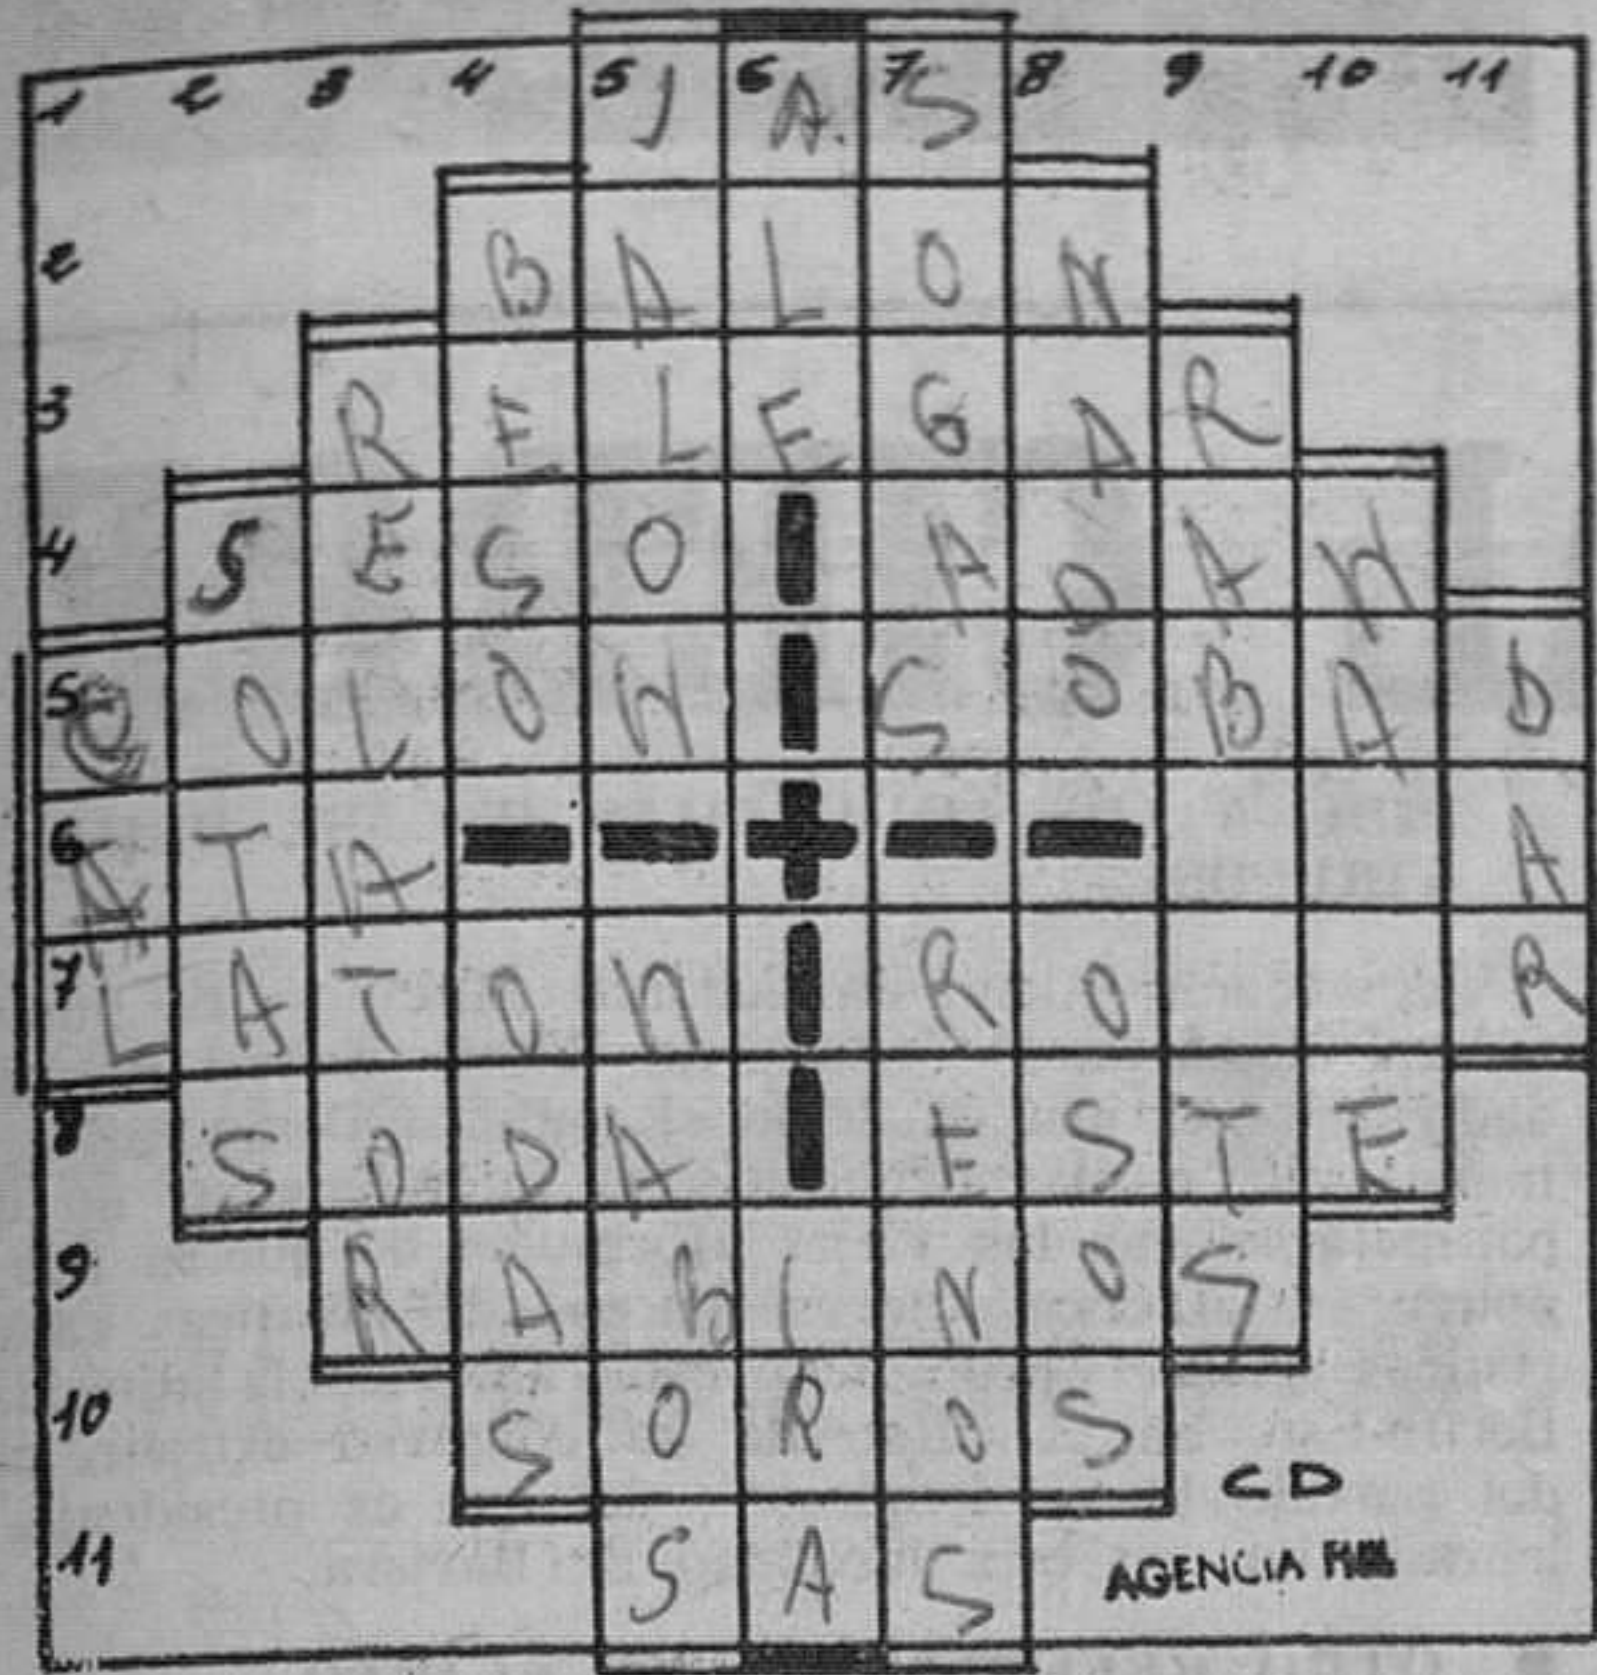 1 2 3 4 5 J 6 A 7 S 8 9 10 11
2 B A L O N
3 R E L E G A R
4 S E S O A D A N
5 C O L O N S O B A D
6 A T A A
7 L A T O N R O R
8 S O D A E S T E
9 R A B I N O S
10 S O R O S
11 S A S
CD
AGENCIA